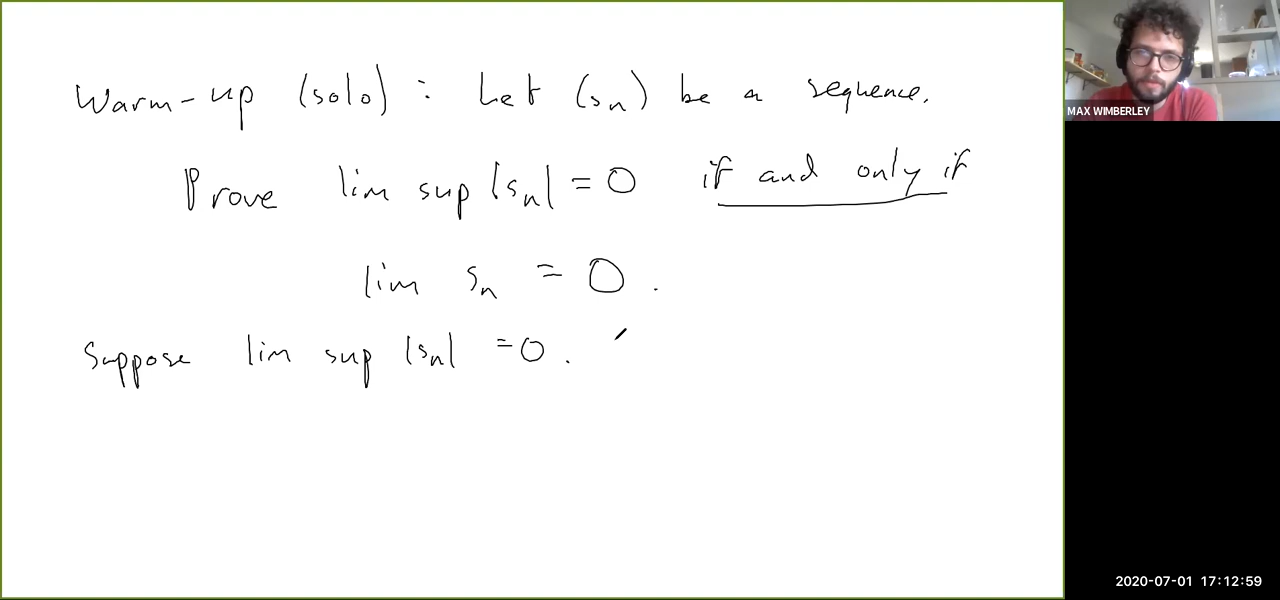 Warm-up (solo) : Let (sₙ) be a sequence.
Prove lim sup |sₙ| = 0 if and only if
lim sₙ = 0 .
Suppose lim sup |sₙ| = 0 .
MAX WIMBERLEY
2020-07-01 17:12:59